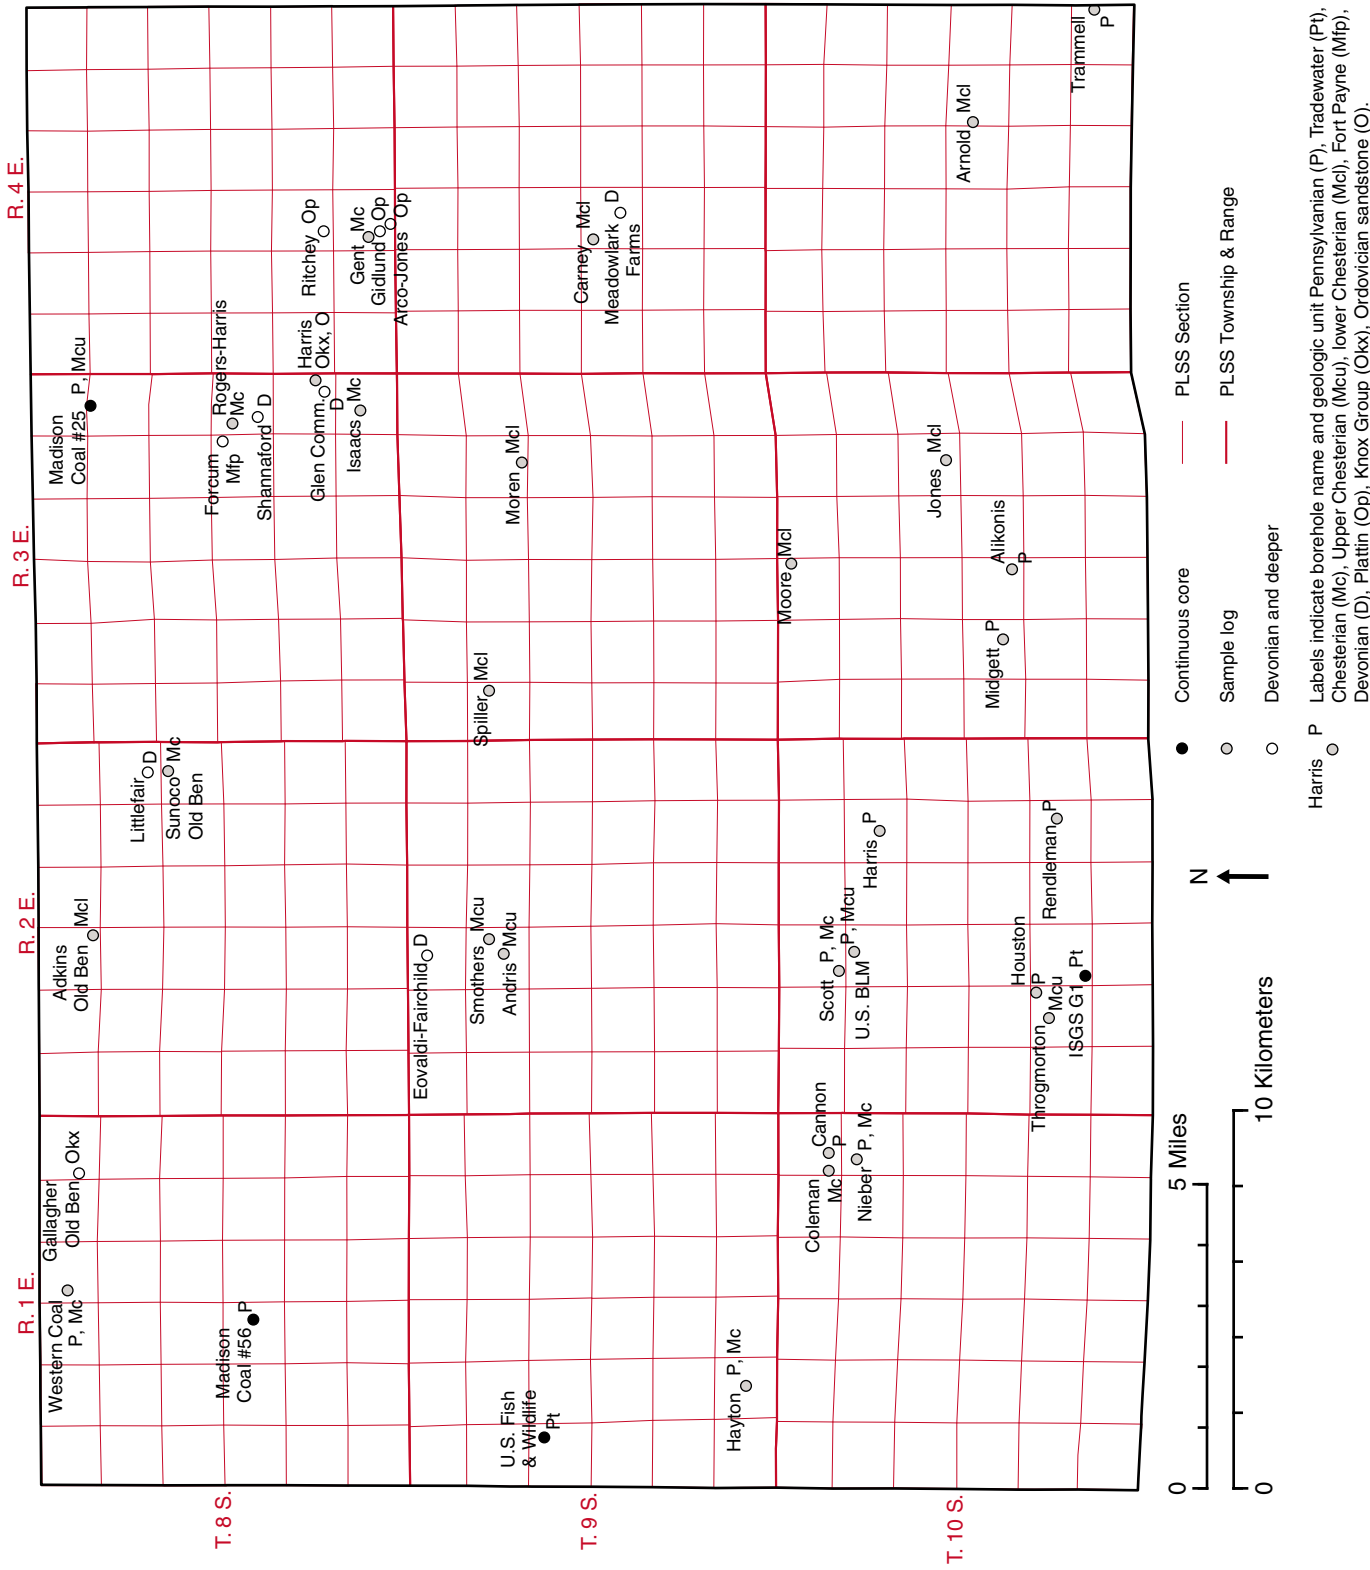 R. 1 E.
R. 2 E.
R. 3 E.
R. 4 E.
T. 8 S.
T. 9 S.
T. 10 S.
Western Coal
P, Mc
Gallagher
Old Ben
Okx
Madison
Coal #56
P
Adkins
Old Ben
Mcl
Littlefair
D
Sunoco
Mc
Old Ben
Madison
Coal #25
P, Mcu
Forcum
Mfp
Rogers-Harris
Mc
Shannaford
D
Harris
Okx, O
Glen Comm.
D
Isaacs
Mc
Ritchey
Op
Gent
Mc
Gidlund
Op
Arco-Jones
Op
U.S. Fish
& Wildlife
Pt
Hayton
P, Mc
Eovaldi-Fairchild
D
Smothers
Mcu
Andris
Mcu
Spiller
Mcl
Moren
Mcl
Carney
Mcl
Meadowlark
D
Farms
Coleman
Mc
Cannon
P
Nieber
P, Mc
Scott
P, Mc
U.S. BLM
P, Mcu
Harris
P
Houston
P
Throgmorton
Mcu
ISGS G1
Pt
Rendleman
P
Moore
Mcl
Jones
Mcl
Alikonis
P
Midgett
P
Arnold
Mcl
Trammell
P
0
5 Miles
0
10 Kilometers
N
Continuous core
Sample log
Devonian and deeper
PLSS Section
PLSS Township & Range
Harris
P
Labels indicate borehole name and geologic unit Pennsylvanian (P), Tradewater (Pt),
Chesterian (Mc), Upper Chesterian (Mcu), lower Chesterian (Mcl), Fort Payne (Mfp),
Devonian (D), Plattin (Op), Knox Group (Okx), Ordovician sandstone (O).